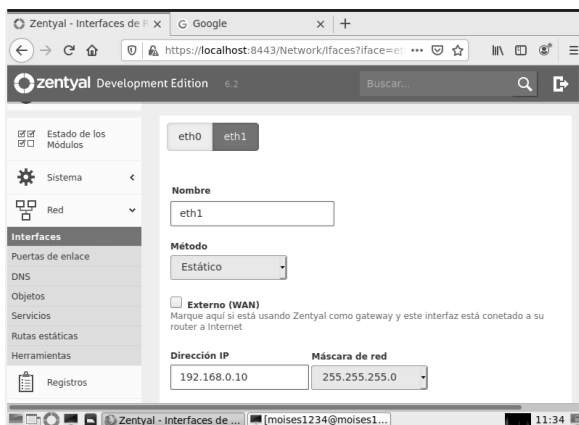 Zentyal - Interfaces de R
G Google
https://localhost:8443/Network/Ifaces?iface=et
zentyal Development Edition 6.2
Buscar...
Estado de los
Módulos
Sistema
Red
Interfaces
Puertas de enlace
DNS
Objetos
Servicios
Rutas estáticas
Herramientas
Registros
eth0 eth1
Nombre
eth1
Método
Estático
Externo (WAN)
Marque aquí si está usando Zentyal como gateway y este interfaz está conetado a su
router a Internet
Dirección IP Máscara de red
192.168.0.10 255.255.255.0
Zentyal - Interfaces de ... [moises1234@moises1...] 11:34